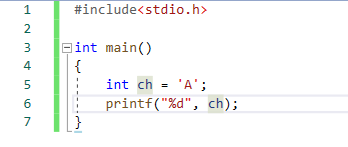 1 #include<stdio.h>
2
3 int main()
4 {
5 int ch = 'A';
6 printf("%d", ch);
7 }